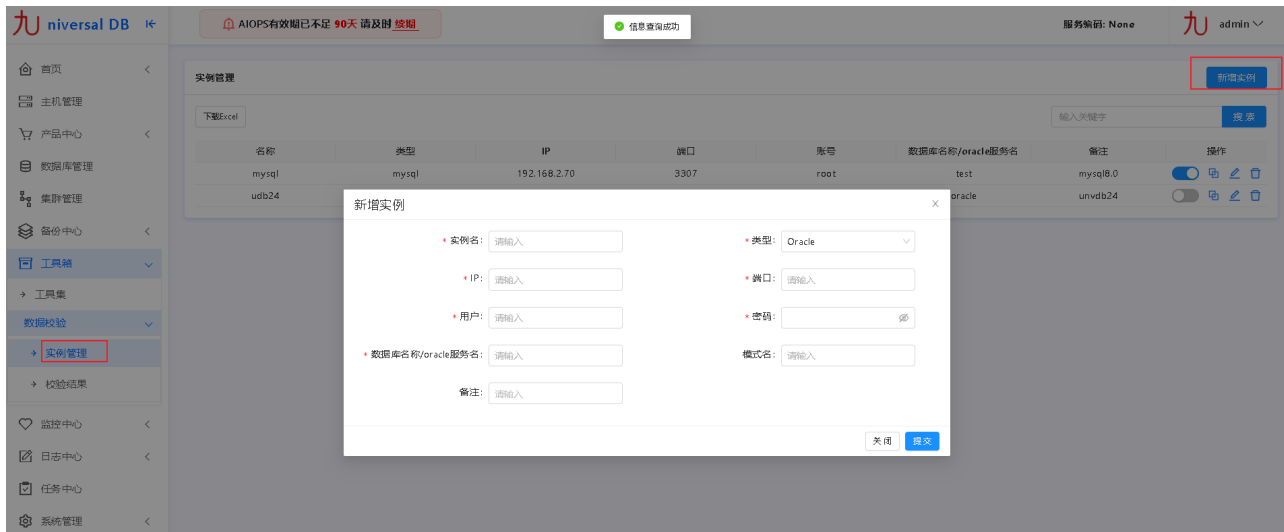 九 niversal DB
AIOPS有效期已不足 90天 请及时 续期
信息查询成功
服务编码: None
九 admin
首页
主机管理
产品中心
数据库管理
集群管理
备份中心
工具箱
工具集
数据校验
实例管理
校验结果
监控中心
日志中心
任务中心
系统管理
实例管理
新增实例
下载Excel
输入关键字
搜索
名称 类型 IP 端口 账号 数据库名称/oracle服务名 备注 操作
mysql mysql 192.168.2.70 3307 root test mysql8.0
udb24 oracle unvdb24
新增实例
* 实例名: 请输入 * 类型: Oracle
* IP: 请输入 * 端口: 请输入
* 用户: 请输入 * 密码:
* 数据库名称/oracle服务名: 请输入 模式名: 请输入
备注: 请输入
关闭 提交